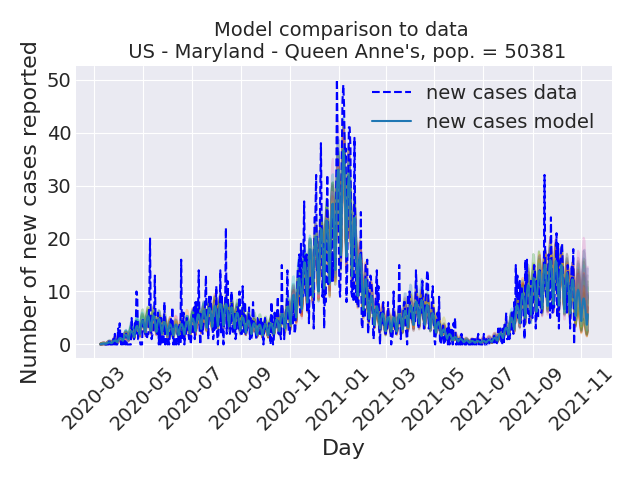 Model comparison to data
US - Maryland - Queen Anne's, pop. = 50381
Number of new cases reported
50
40
30
20
10
0
new cases data
new cases model
2020-03
2020-05
2020-07
2020-09
2020-11
2021-01
2021-03
2021-05
2021-07
2021-09
2021-11
Day